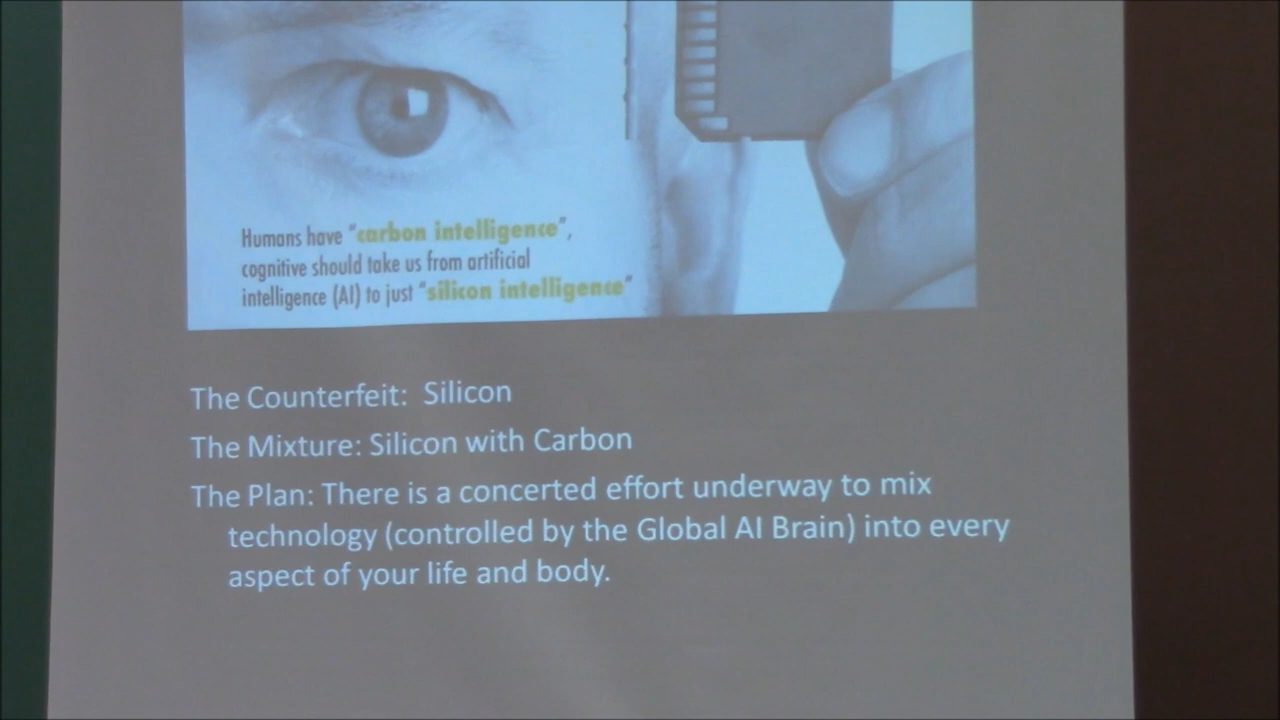 Humans have "carbon intelligence",
cognitive should take us from artificial
intelligence (AI) to just "silicon intelligence"
The Counterfeit: Silicon
The Mixture: Silicon with Carbon
The Plan: There is a concerted effort underway to mix
technology (controlled by the Global AI Brain) into every
aspect of your life and body.